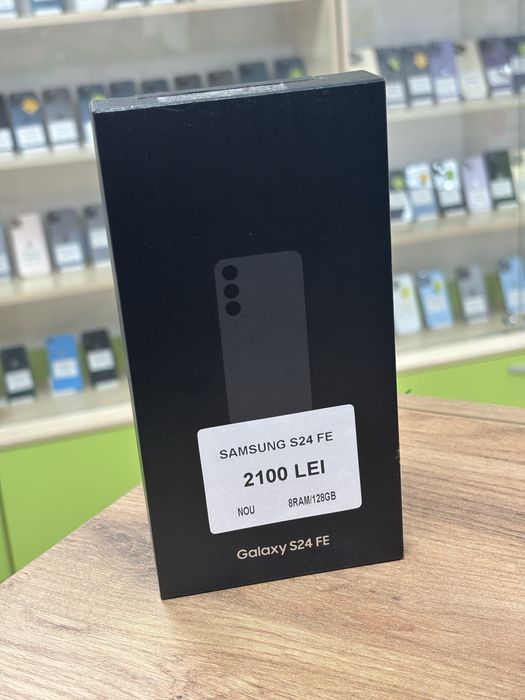 SAMSUNG S24 FE
2100 LEI
NOU 8RAM/128GB
Galaxy S24 FE